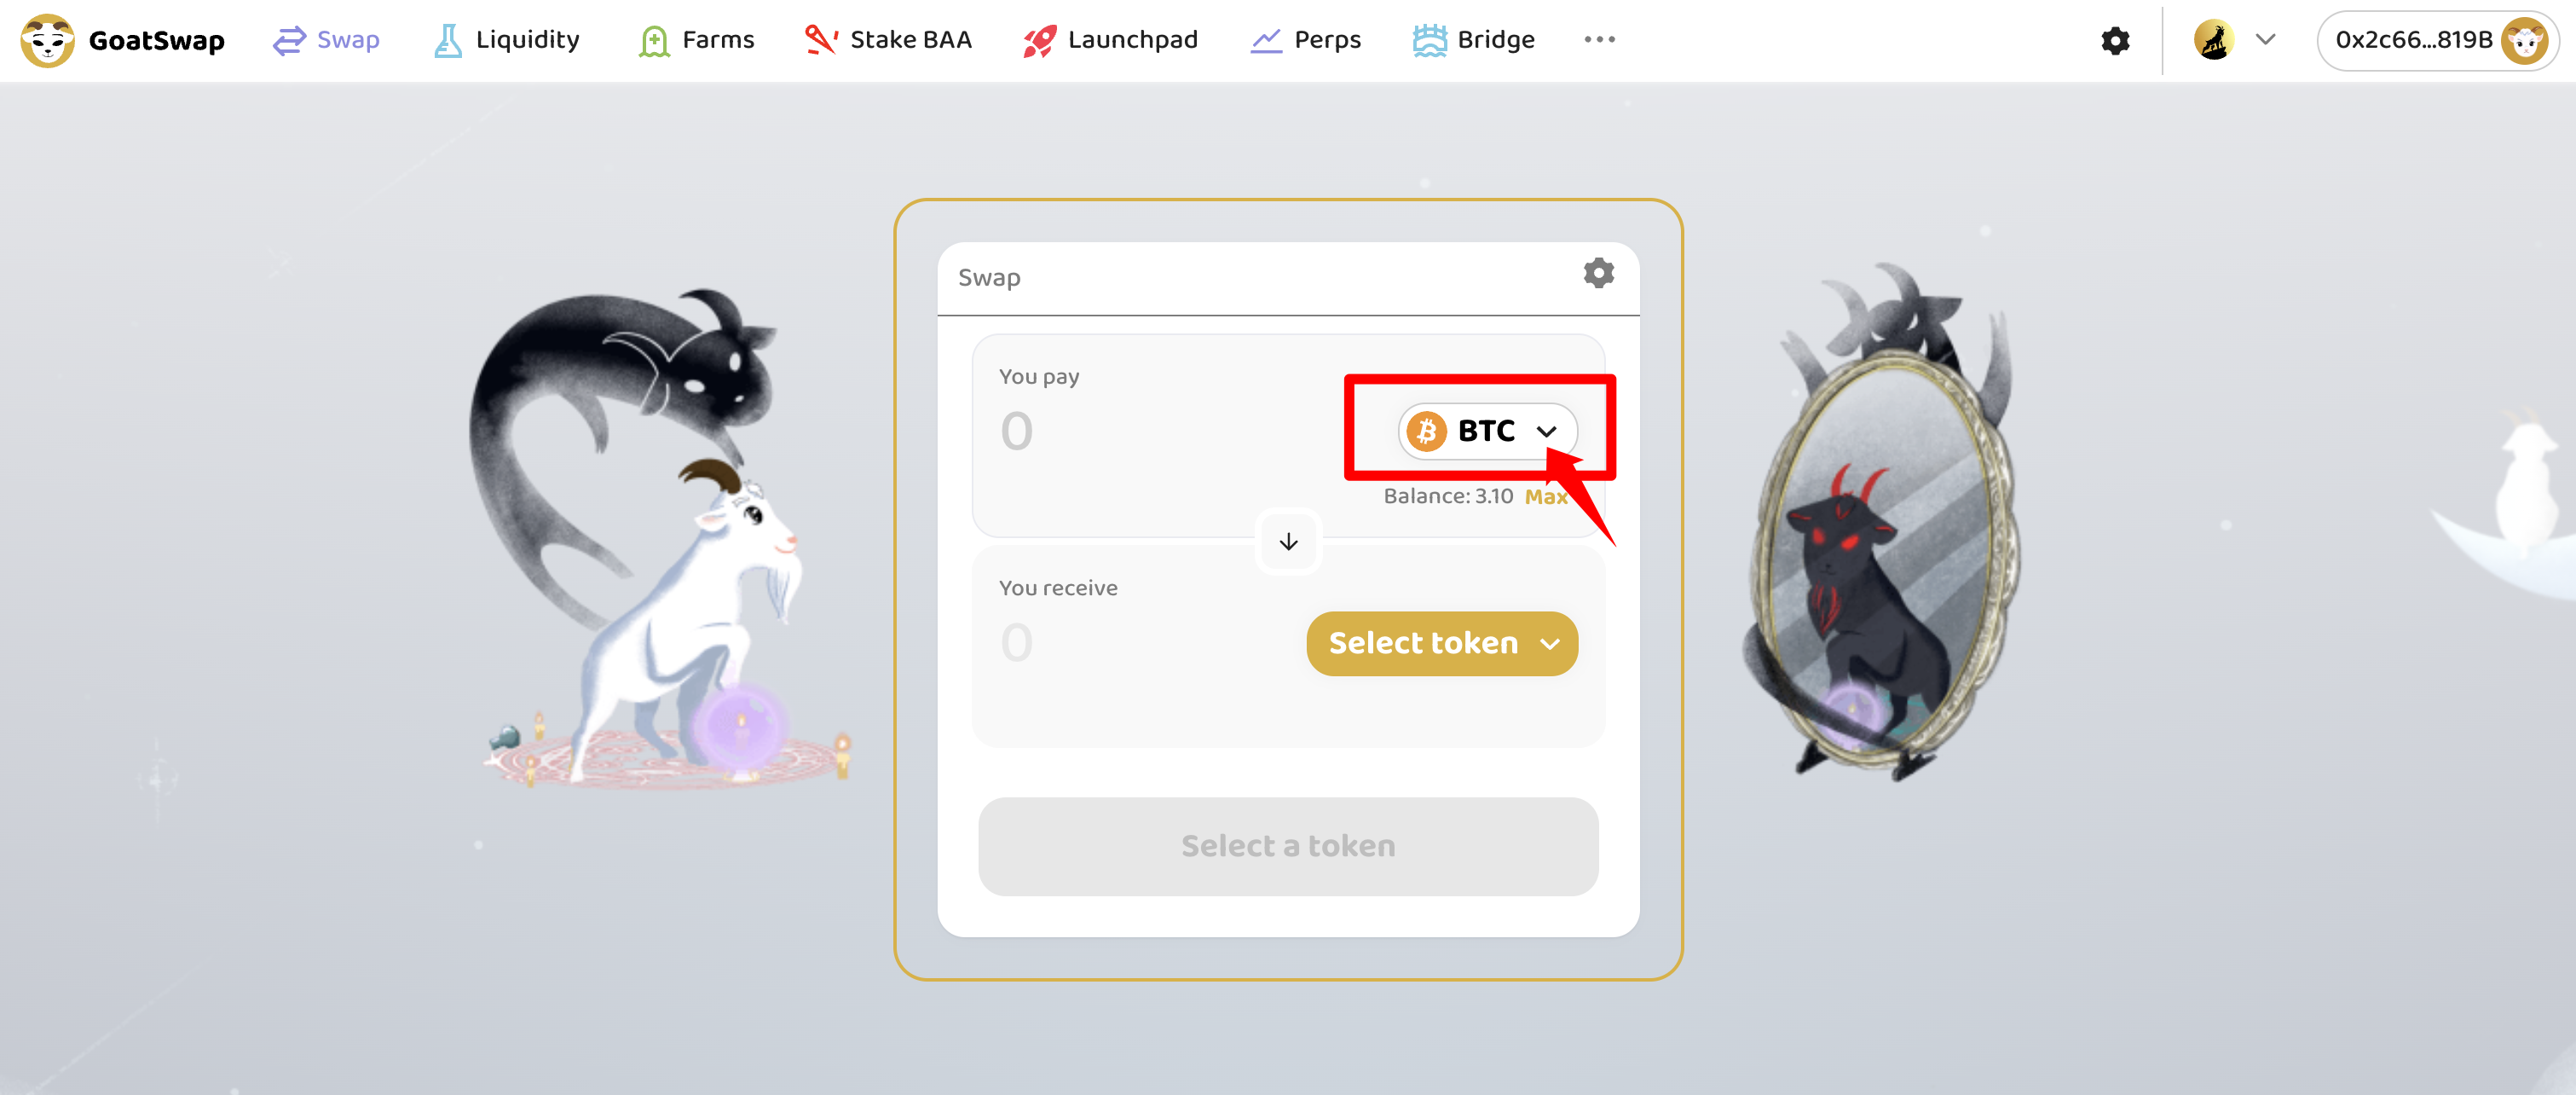 GoatSwap Swap Liquidity Farms Stake BAA Launchpad Perps Bridge ••• 0x2c66...819B
Swap
You pay
0 BTC
Balance: 3.10 Max
You receive
0 Select token
Select a token